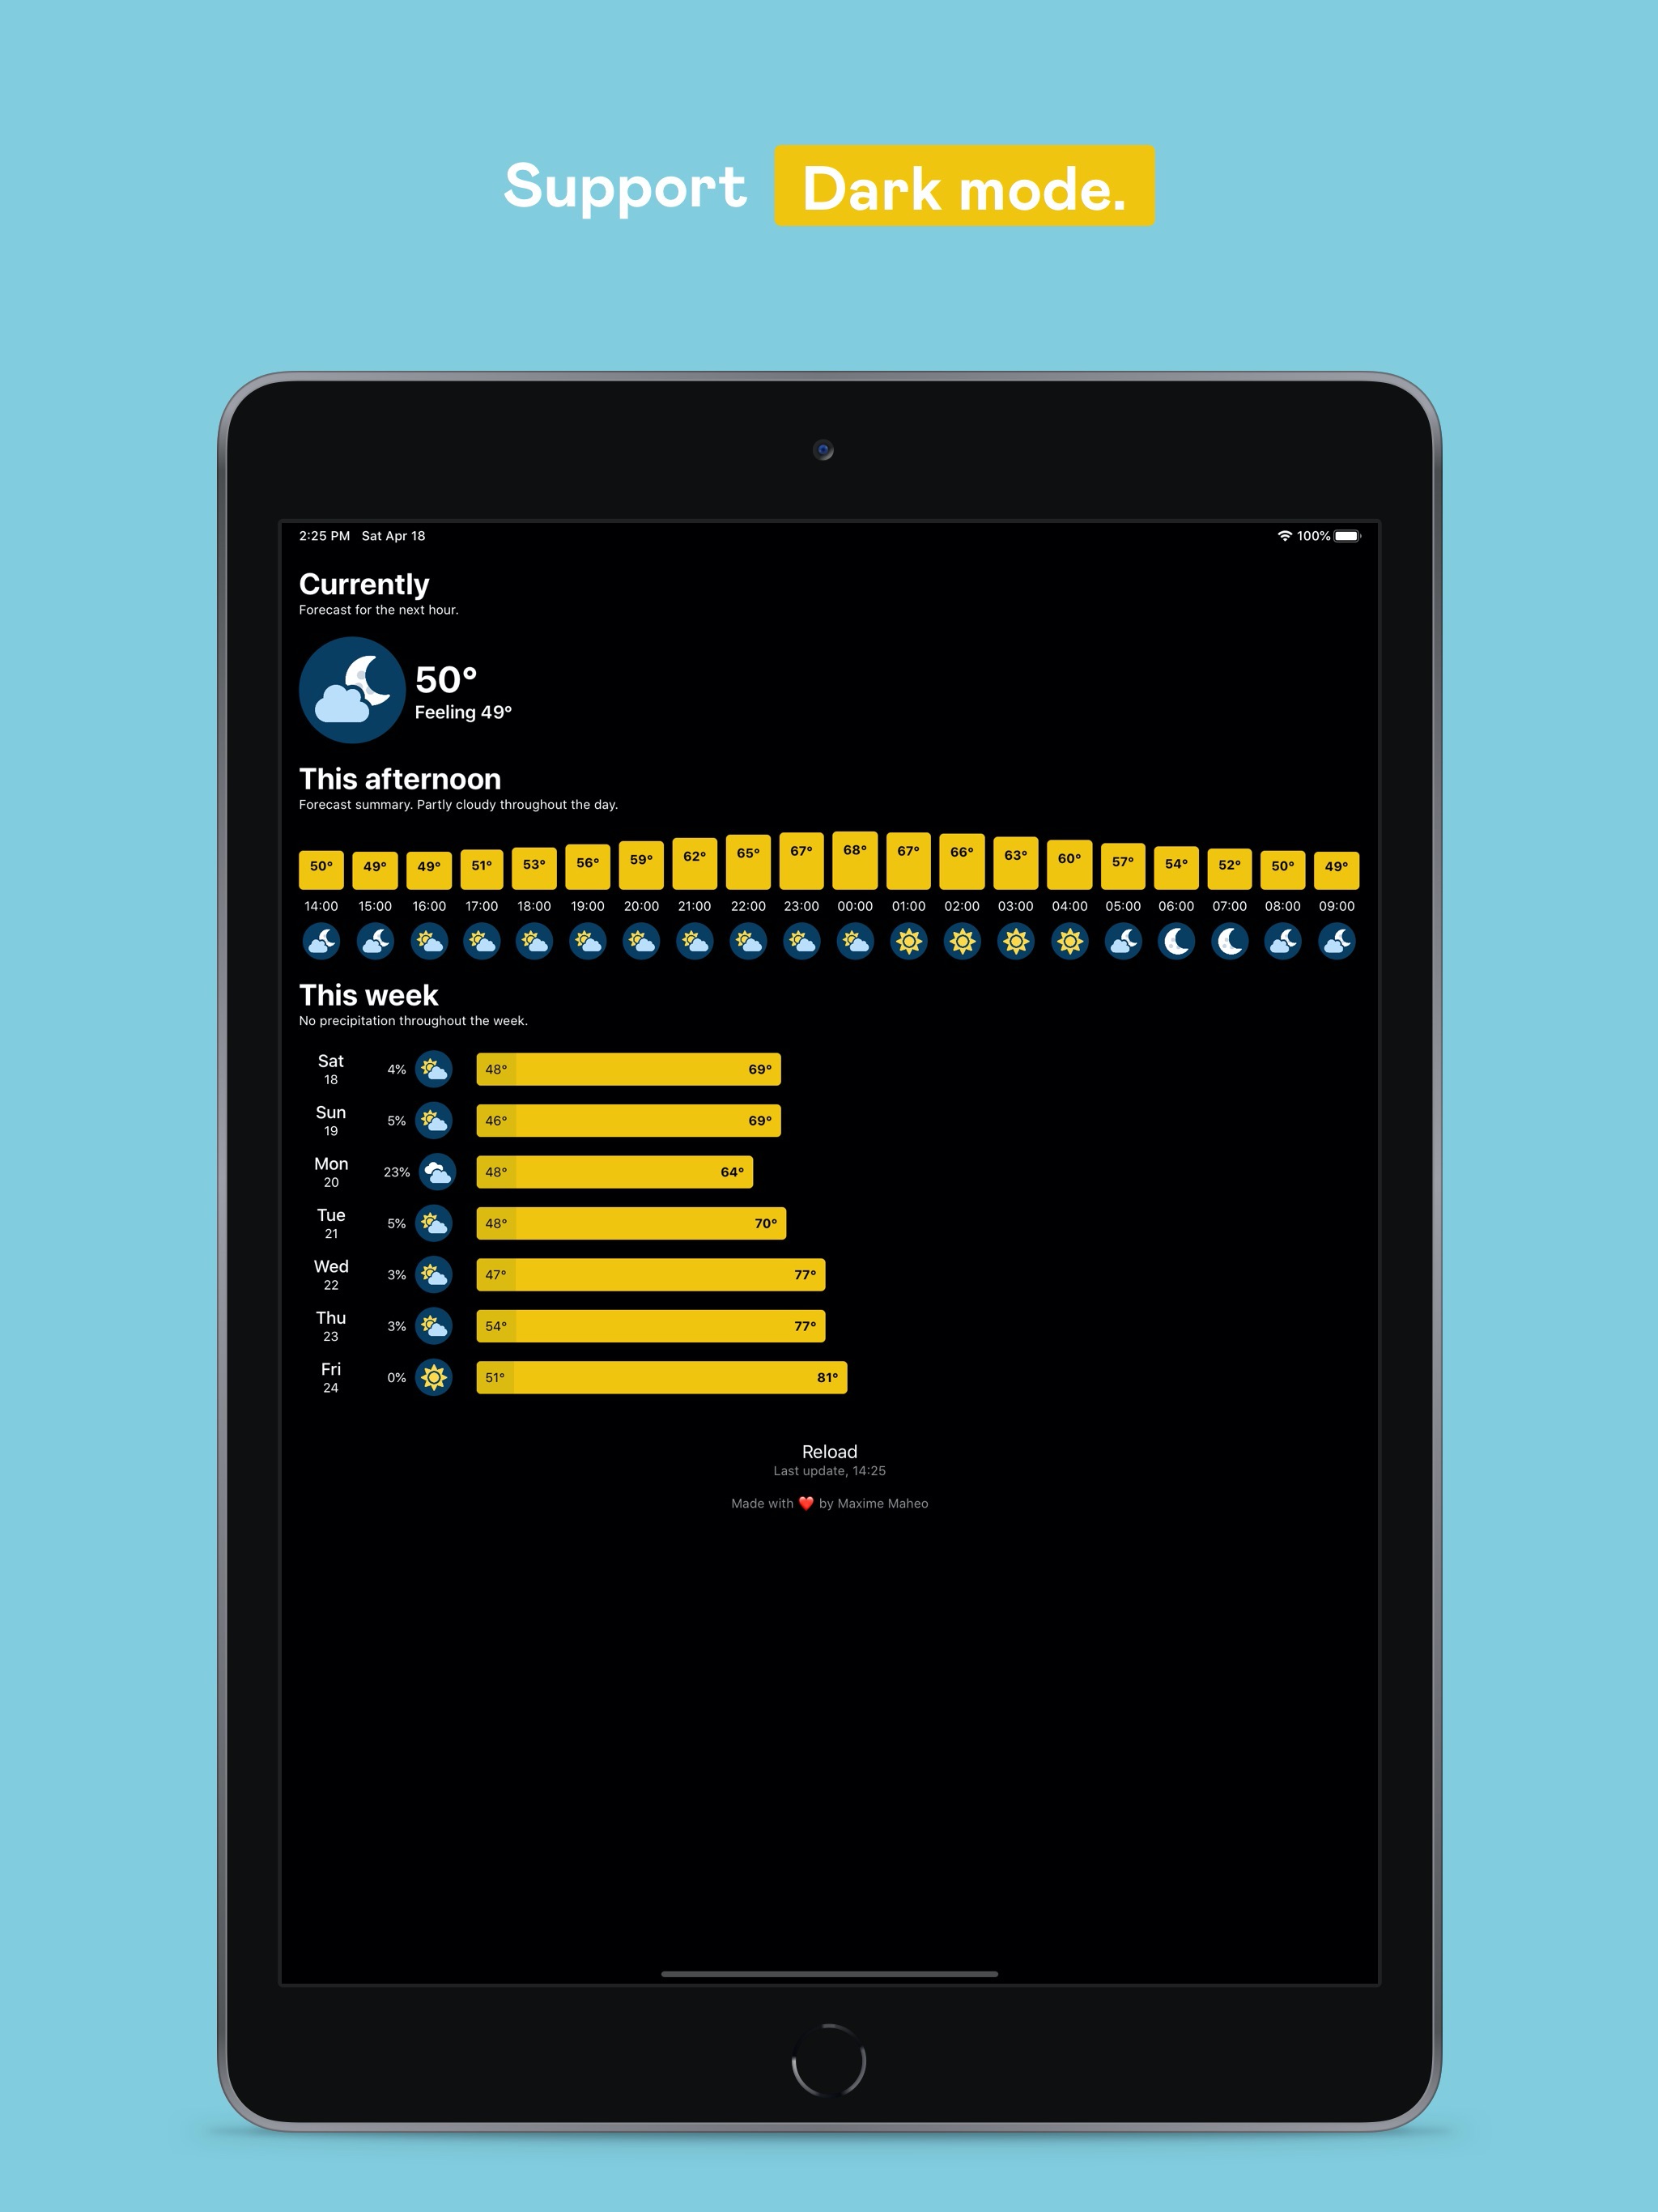 Support Dark mode.
2:25 PM Sat Apr 18 100%
Currently
Forecast for the next hour.
50°
Feeling 49°
This afternoon
Forecast summary. Partly cloudy throughout the day.
50° 49° 49° 51° 53° 56° 59° 62° 65° 67° 68° 67° 66° 63° 60° 57° 54° 52° 50° 49°
14:00 15:00 16:00 17:00 18:00 19:00 20:00 21:00 22:00 23:00 00:00 01:00 02:00 03:00 04:00 05:00 06:00 07:00 08:00 09:00
This week
No precipitation throughout the week.
Sat
18
4% 48° 69°
Sun
19
5% 46° 69°
Mon
20
23% 48° 64°
Tue
21
5% 48° 70°
Wed
22
3% 47° 77°
Thu
23
3% 54° 77°
Fri
24
0% 51° 81°
Reload
Last update, 14:25
Made with ❤️ by Maxime Maheo